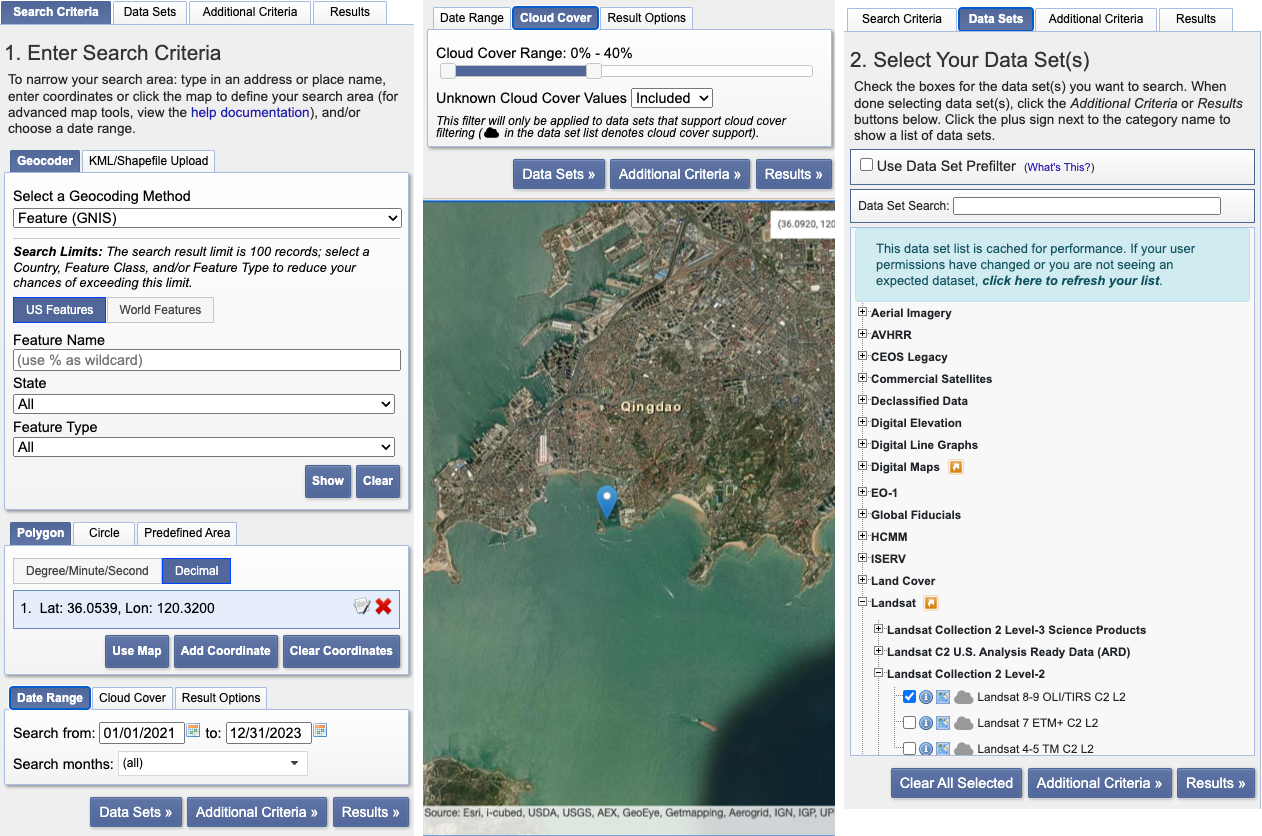 Search Criteria
Data Sets
Additional Criteria
Results
1. Enter Search Criteria
To narrow your search area: type in an address or place name,
enter coordinates or click the map to define your search area (for
advanced map tools, view the help documentation), and/or
choose a date range.
Geocoder
KML/Shapefile Upload
Select a Geocoding Method
Feature (GNIS)
Search Limits: The search result limit is 100 records; select a
Country, Feature Class, and/or Feature Type to reduce your
chances of exceeding this limit.
US Features
World Features
Feature Name
(use % as wildcard)
State
All
Feature Type
All
Show
Clear
Polygon
Circle
Predefined Area
Degree/Minute/Second
Decimal
1. Lat: 36.0539, Lon: 120.3200
Use Map
Add Coordinate
Clear Coordinates
Date Range
Cloud Cover
Result Options
Search from: 01/01/2021 to: 12/31/2023
Search months: (all)
Data Sets »
Additional Criteria »
Results »
Date Range
Cloud Cover
Result Options
Cloud Cover Range: 0% - 40%
Unknown Cloud Cover Values Included
This filter will only be applied to data sets that support cloud cover
filtering ( in the data set list denotes cloud cover support).
Data Sets »
Additional Criteria »
Results »
(36.0920, 120
Qingdao
Source: Esri, i-cubed, USDA, USGS, AEX, GeoEye, Getmapping, Aerogrid, IGN, IGP, UP
Search Criteria
Data Sets
Additional Criteria
Results
2. Select Your Data Set(s)
Check the boxes for the data set(s) you want to search. When
done selecting data set(s), click the Additional Criteria or Results
buttons below. Click the plus sign next to the category name to
show a list of data sets.
Use Data Set Prefilter (What's This?)
Data Set Search:
This data set list is cached for performance. If your user
permissions have changed or you are not seeing an
expected dataset, click here to refresh your list.
Aerial Imagery
AVHRR
CEOS Legacy
Commercial Satellites
Declassified Data
Digital Elevation
Digital Line Graphs
Digital Maps
EO-1
Global Fiducials
HCMM
ISERV
Land Cover
Landsat
Landsat Collection 2 Level-3 Science Products
Landsat C2 U.S. Analysis Ready Data (ARD)
Landsat Collection 2 Level-2
Landsat 8-9 OLI/TIRS C2 L2
Landsat 7 ETM+ C2 L2
Landsat 4-5 TM C2 L2
Clear All Selected
Additional Criteria »
Results »